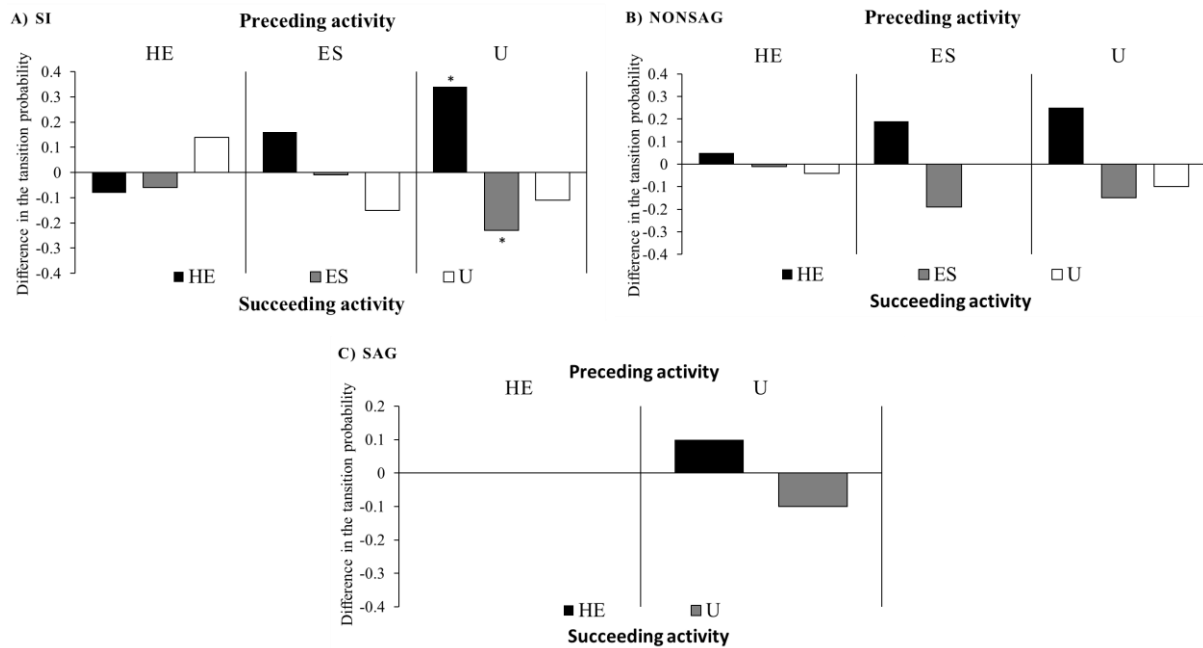 A) SI
Preceding activity
HE ES U
Difference in the tansition probability
0.4
0.3
0.2
0.1
0
-0.1
-0.2
-0.3
-0.4
*
*
HE ES U
Succeeding activity
B) NONSAG
Preceding activity
HE ES U
Difference in the tansition probability
0.4
0.3
0.2
0.1
0
-0.1
-0.2
-0.3
-0.4
HE ES U
Succeeding activity
C) SAG
Preceding activity
HE U
Difference in the tansition probability
0.2
0.1
0
-0.1
-0.2
-0.3
-0.4
HE U
Succeeding activity